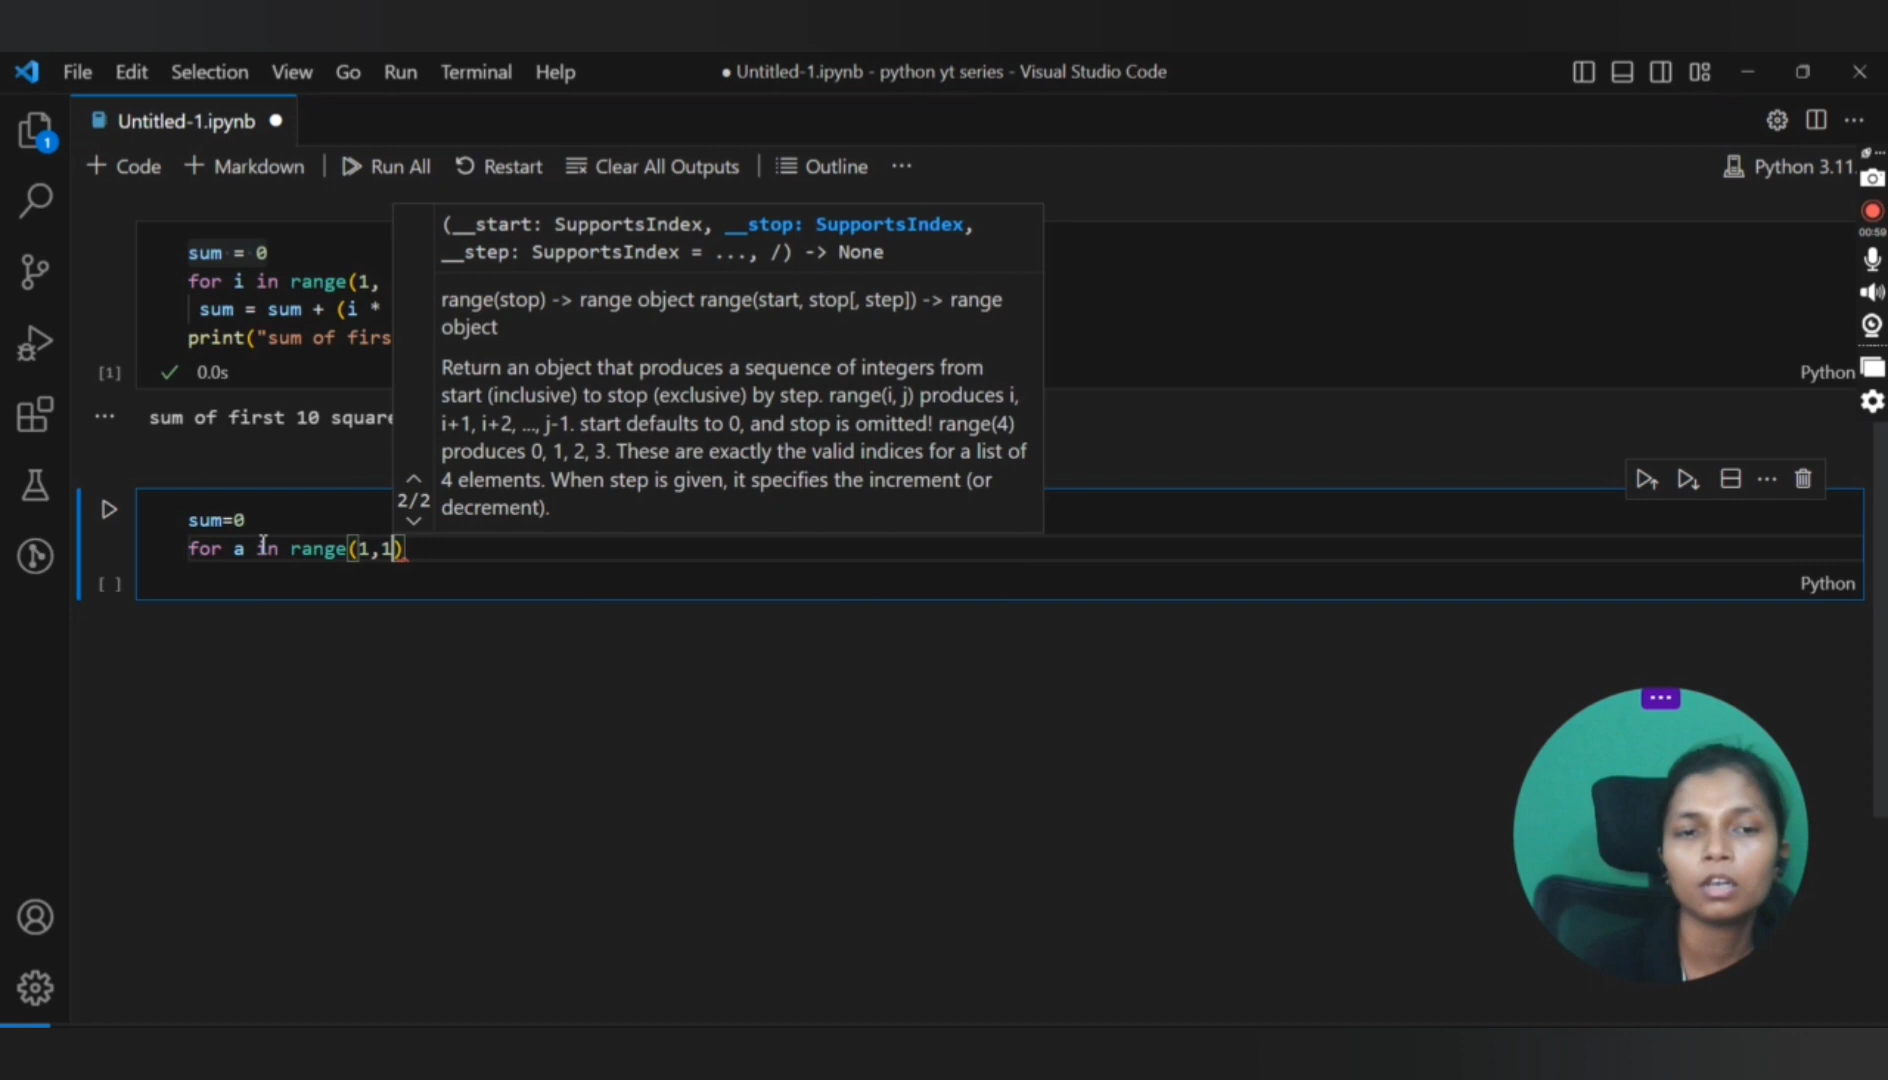 File Edit Selection View Go Run Terminal Help
● Untitled-1.ipynb - python yt series - Visual Studio Code
1
Untitled-1.ipynb ●
+ Code + Markdown | Run All Restart Clear All Outputs | Outline ...
Python 3.11.
00:59
(__start: SupportsIndex, __stop: SupportsIndex,
__step: SupportsIndex = ..., /) -> None
range(stop) -> range object range(start, stop[, step]) -> range
object
Return an object that produces a sequence of integers from
start (inclusive) to stop (exclusive) by step. range(i, j) produces i,
i+1, i+2, ..., j-1. start defaults to 0, and stop is omitted! range(4)
produces 0, 1, 2, 3. These are exactly the valid indices for a list of
4 elements. When step is given, it specifies the increment (or
decrement).
2/2
sum = 0
for i in range(1,
sum = sum + (i *
print("sum of firs
[1] ✓ 0.0s
Python
... sum of first 10 square
sum=0
for a in range(1,1)
[ ]
Python